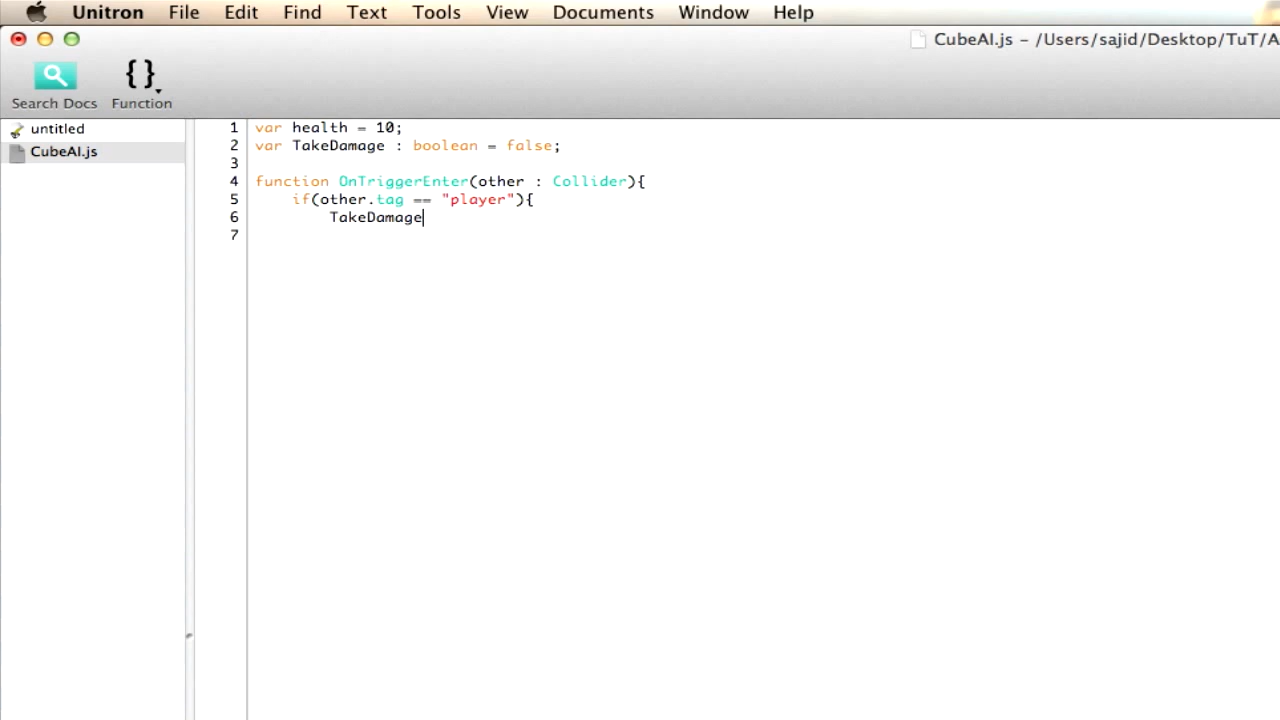 Unitron File Edit Find Text Tools View Documents Window Help
CubeAI.js – /Users/sajid/Desktop/TuT/A
{ }
Search Docs Function
untitled
CubeAI.js
1 var health = 10;
2 var TakeDamage : boolean = false;
3
4 function OnTriggerEnter(other : Collider){
5 if(other.tag == "player"){
6 TakeDamage
7